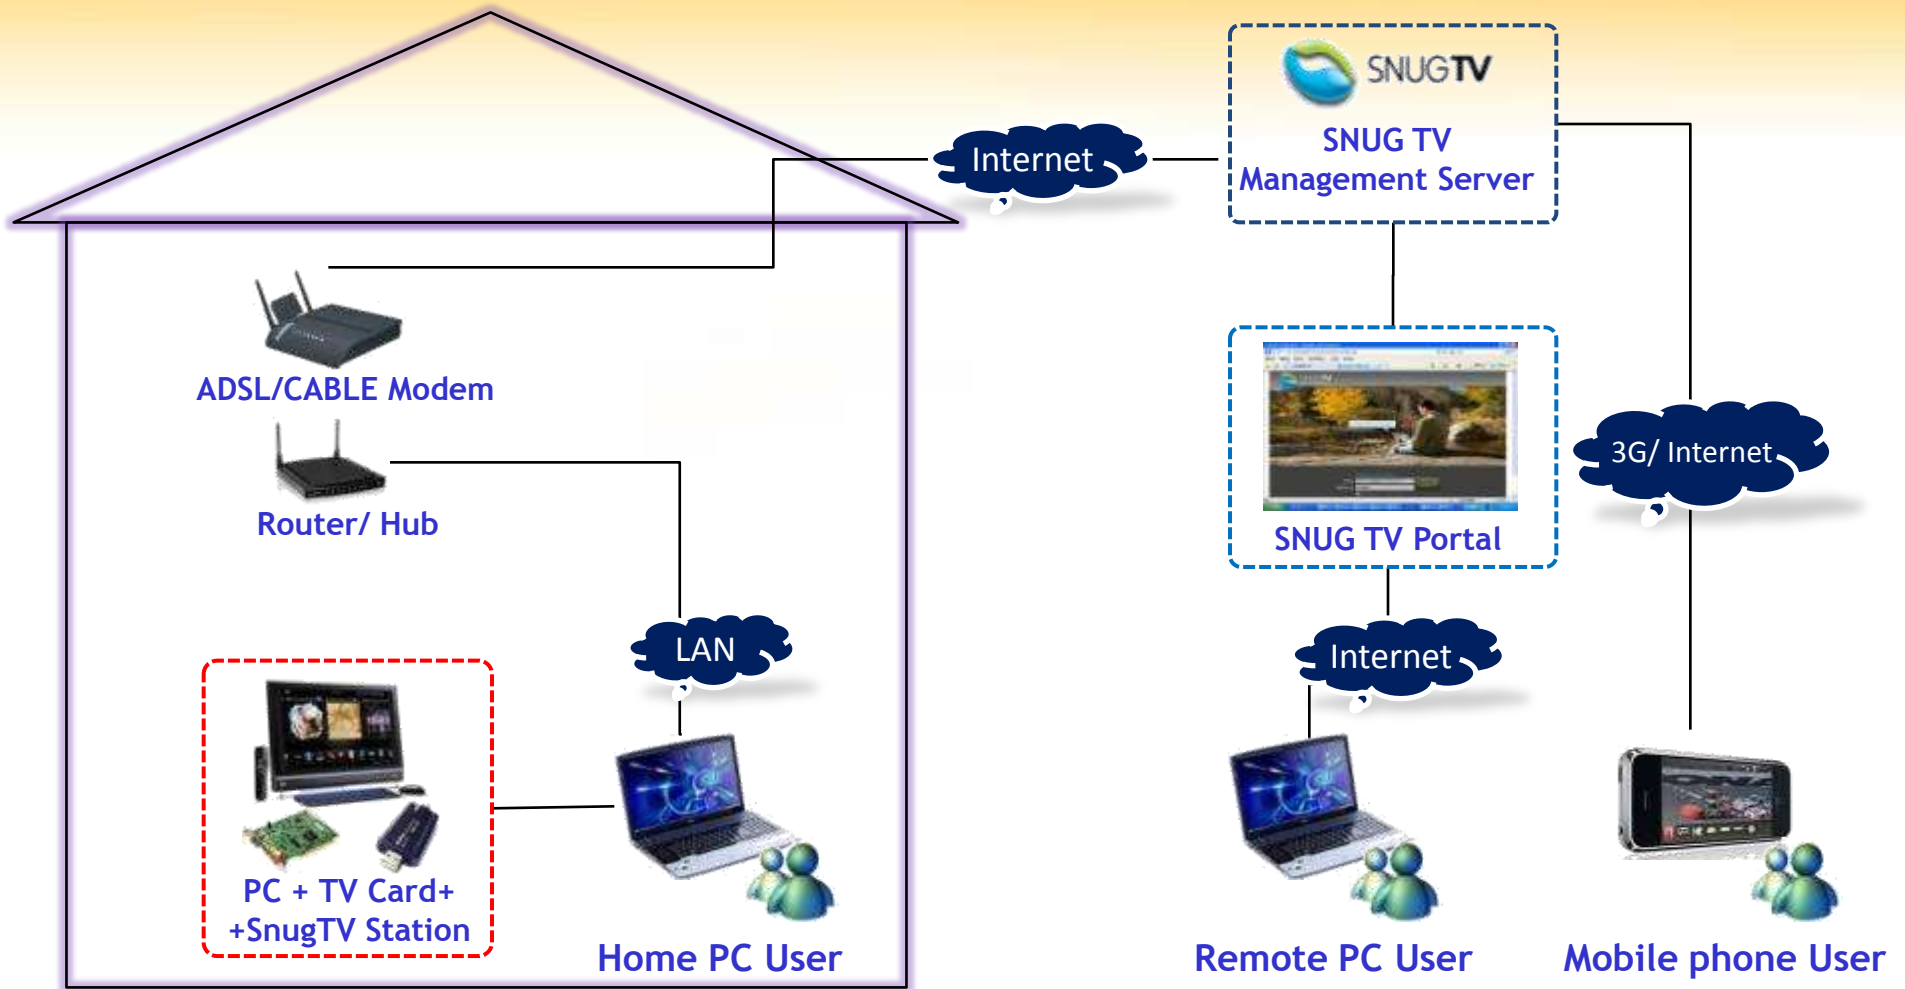 SNUGTV
SNUG TV
Management Server
Internet
ADSL/CABLE Modem
Router/ Hub
3G/ Internet
SNUG TV Portal
LAN
Internet
PC + TV Card+
+SnugTV Station
Home PC User
Remote PC User
Mobile phone User